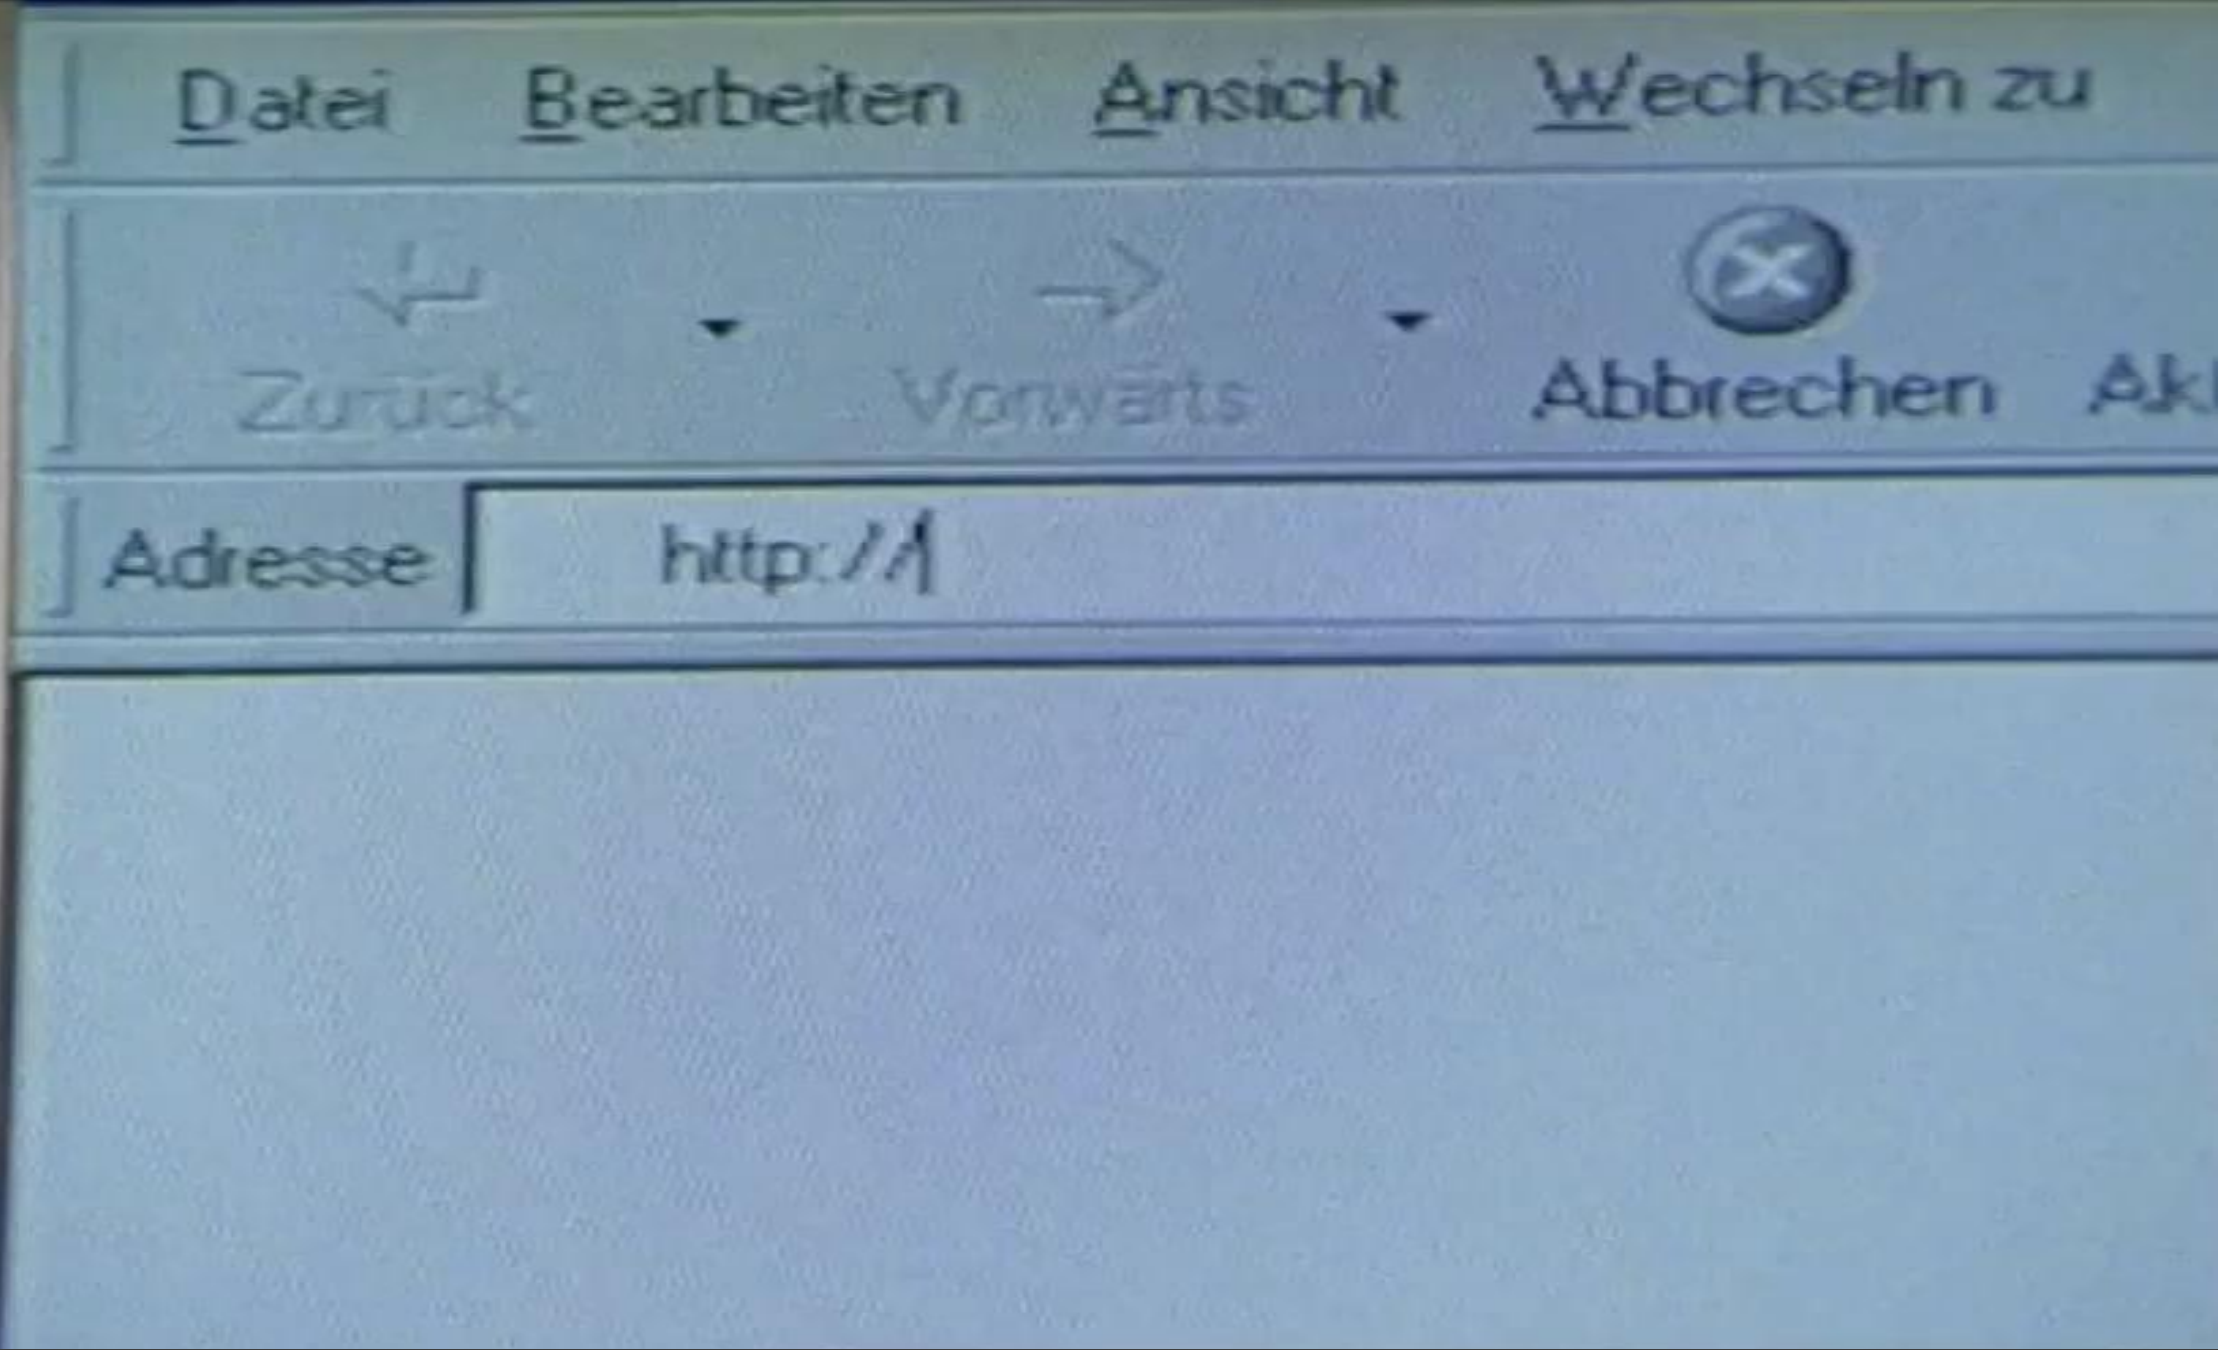 Datei Bearbeiten Ansicht Wechseln zu
Zurück Vorwärts Abbrechen
Adresse http://